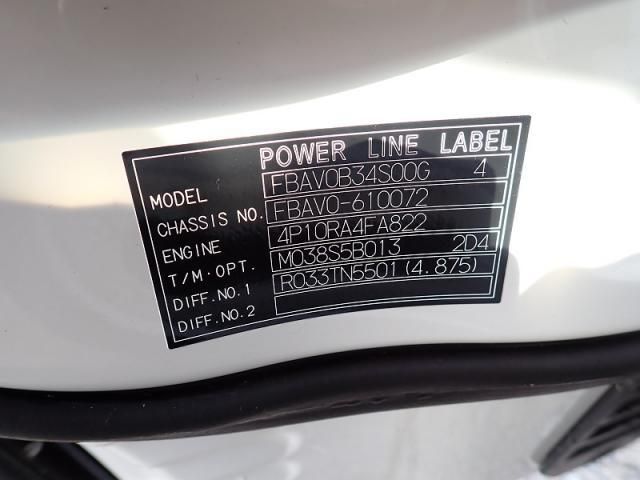 POWER LINE LABEL
MODEL FBAV0B34S00G 4
CHASSIS NO. FBAV0-610072
ENGINE 4P10RA4FA822
T/M.OPT. M038S5B013 2D4
DIFF.NO.1 R033TN5501(4.875)
DIFF.NO.2